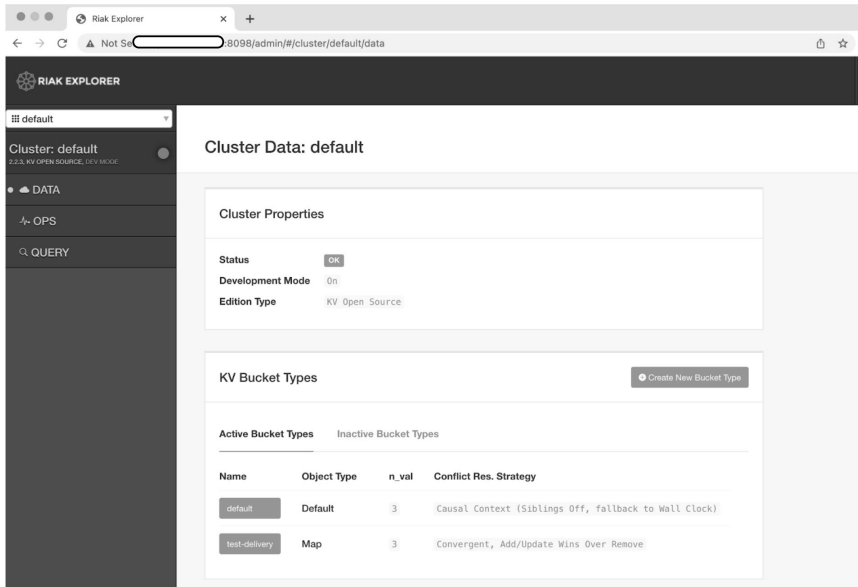 Riak Explorer
Not Se :8098/admin/#/cluster/default/data
RIAK EXPLORER
default
Cluster: default
2.2.3, KV OPEN SOURCE, DEV MODE
DATA
OPS
QUERY
Cluster Data: default
Cluster Properties
Status OK
Development Mode On
Edition Type KV Open Source
KV Bucket Types
Create New Bucket Type
Active Bucket Types Inactive Bucket Types
Name Object Type n_val Conflict Res. Strategy
default Default 3 Causal Context (Siblings Off, fallback to Wall Clock)
test-delivery Map 3 Convergent, Add/Update Wins Over Remove